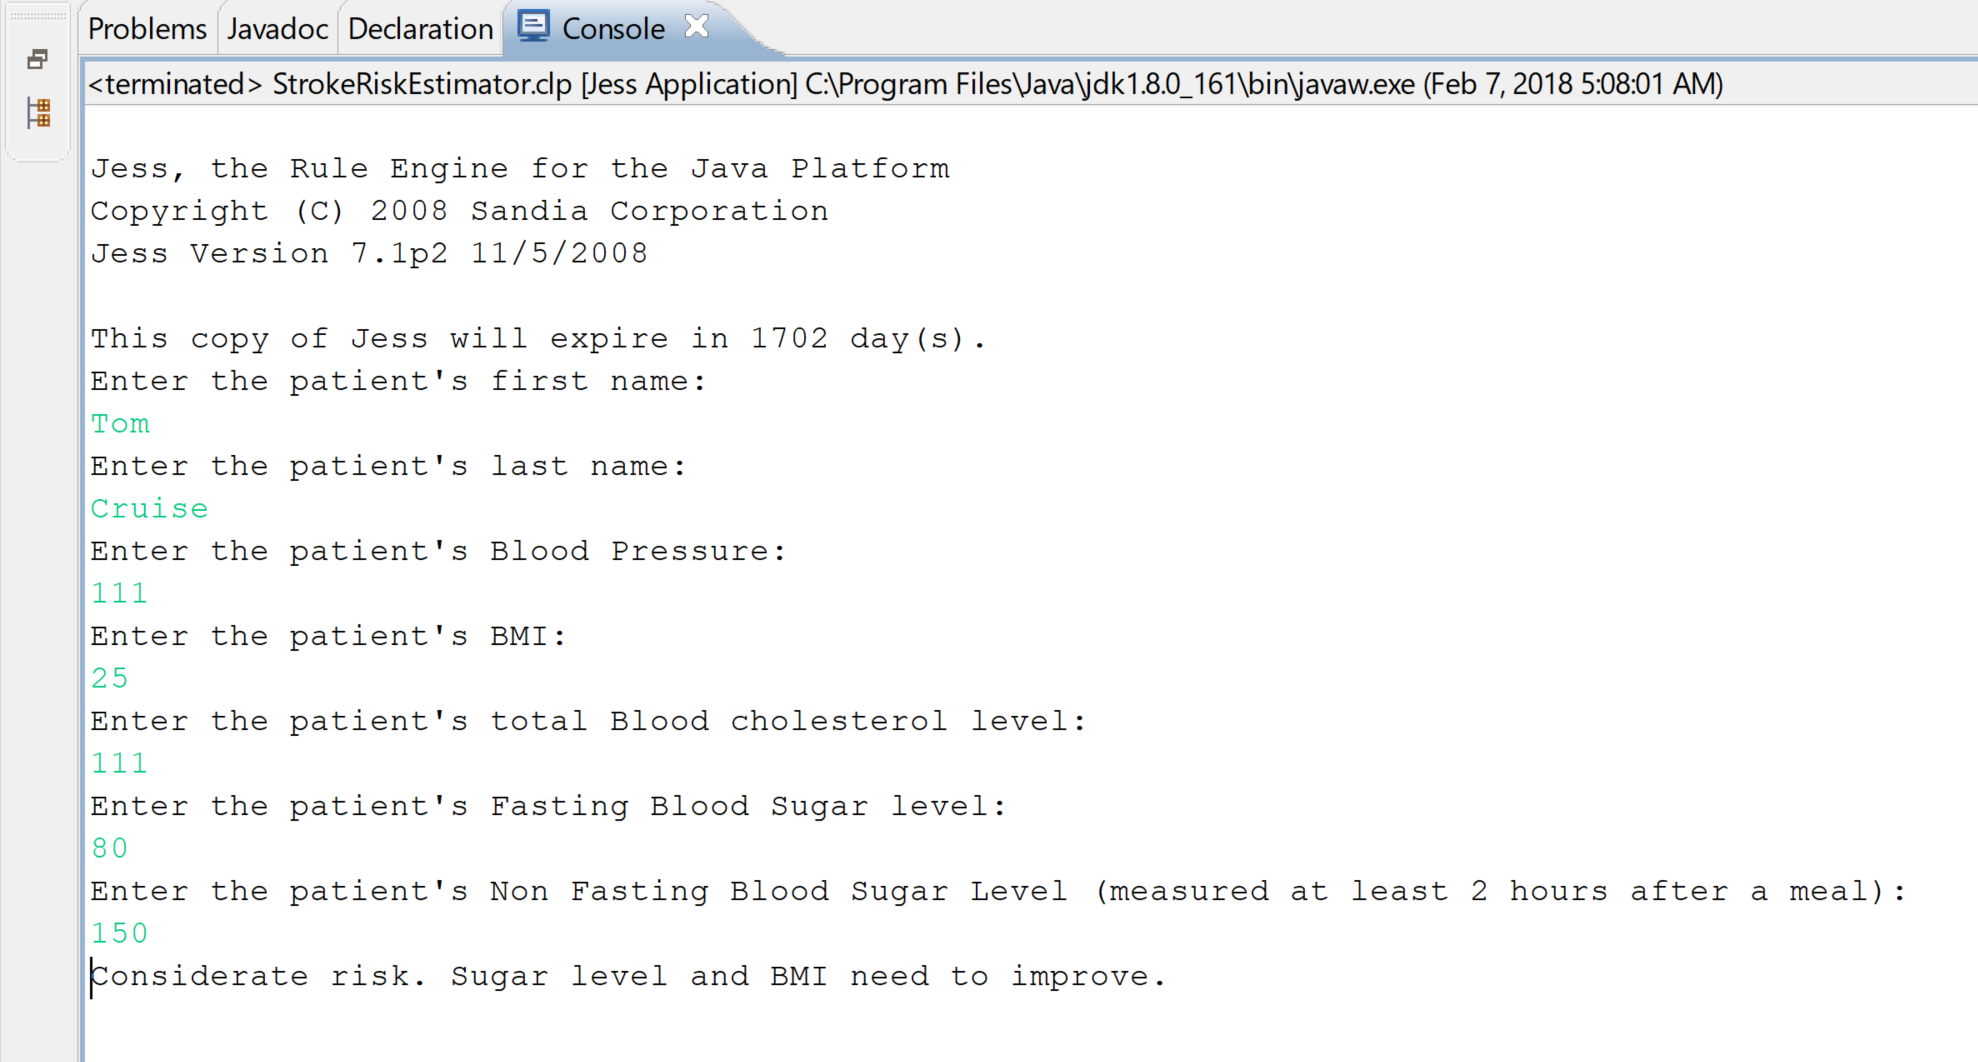 Problems Javadoc Declaration Console
<terminated> StrokeRiskEstimator.clp [Jess Application] C:\Program Files\Java\jdk1.8.0_161\bin\javaw.exe (Feb 7, 2018 5:08:01 AM)
Jess, the Rule Engine for the Java Platform
Copyright (C) 2008 Sandia Corporation
Jess Version 7.1p2 11/5/2008
This copy of Jess will expire in 1702 day(s).
Enter the patient's first name:
Tom
Enter the patient's last name:
Cruise
Enter the patient's Blood Pressure:
111
Enter the patient's BMI:
25
Enter the patient's total Blood cholesterol level:
111
Enter the patient's Fasting Blood Sugar level:
80
Enter the patient's Non Fasting Blood Sugar Level (measured at least 2 hours after a meal):
150
Considerate risk. Sugar level and BMI need to improve.